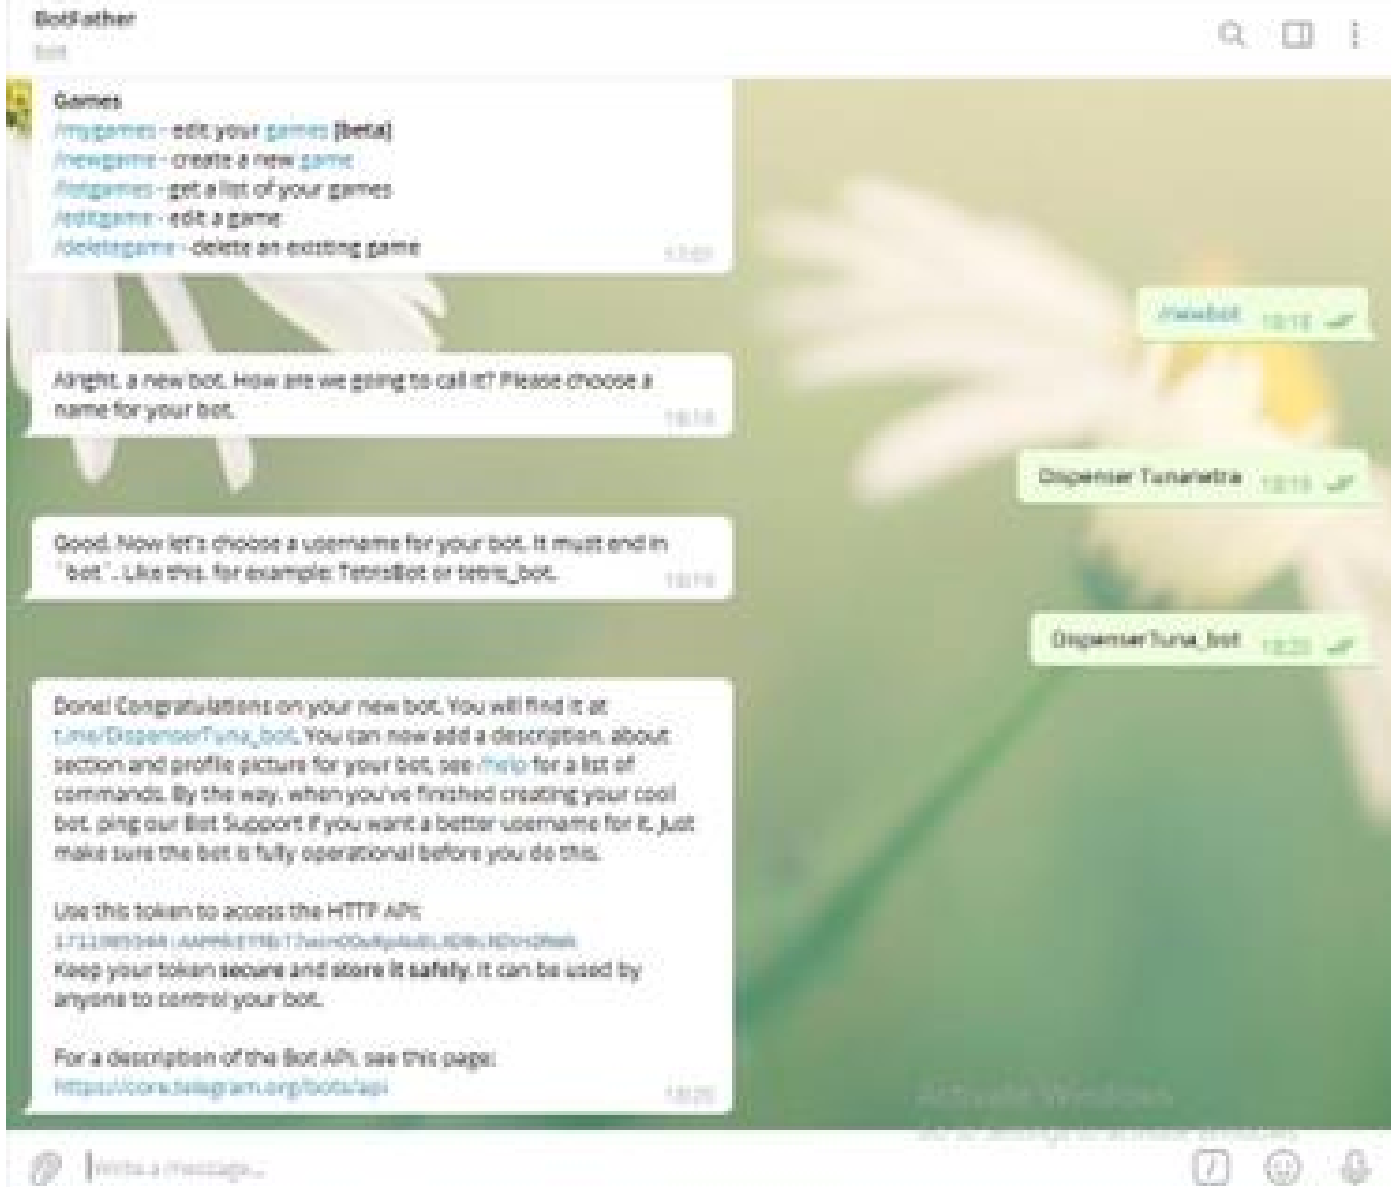 BotFather
bot
Games
/mygames - edit your games [beta]
/newgame - create a new game
/listgames - get a list of your games
/editgame - edit a game
/deletegame - delete an existing game
/newbot
Alright, a new bot. How are we going to call it? Please choose a
name for your bot.
Dispenser Tunanetra
Good. Now let's choose a username for your bot. It must end in
`bot`. Like this, for example: TetrisBot or tetris_bot.
DispenserTuna_bot
Done! Congratulations on your new bot. You will find it at
t.me/DispenserTuna_bot. You can now add a description, about
section and profile picture for your bot, see /help for a list of
commands. By the way, when you've finished creating your cool
bot, ping our Bot Support if you want a better username for it. Just
make sure the bot is fully operational before you do this.
Use this token to access the HTTP API:
Keep your token secure and store it safely, it can be used by
anyone to control your bot.
For a description of the Bot API, see this page:
https://core.telegram.org/bots/api
Activate Windows
Go to Settings to activate Windows.
Write a message...